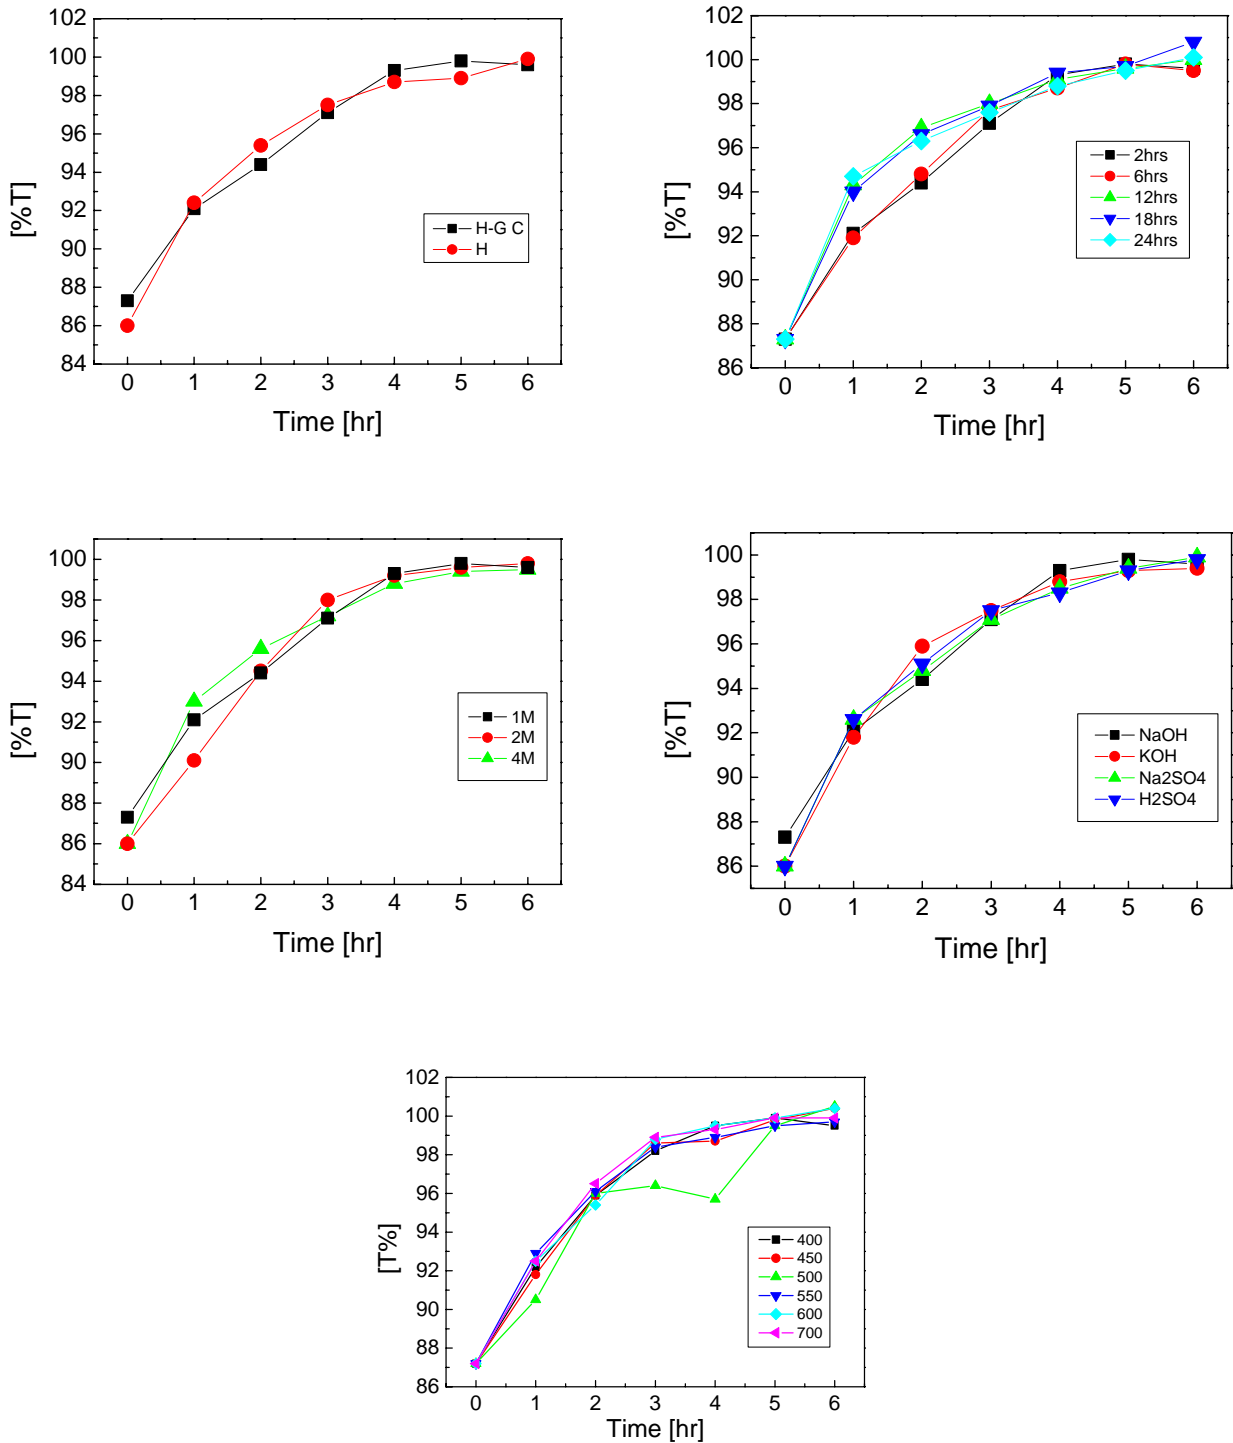 102
100
98
96
94
92
90
88
86
84
[%T]
0 1 2 3 4 5 6
Time [hr]
H-G C
H
102
100
98
96
94
92
90
88
86
[%T]
0 1 2 3 4 5 6
Time [hr]
2hrs
6hrs
12hrs
18hrs
24hrs
100
98
96
94
92
90
88
86
84
[%T]
0 1 2 3 4 5 6
Time [hr]
1M
2M
4M
100
98
96
94
92
90
88
86
[%T]
0 1 2 3 4 5 6
Time [hr]
NaOH
KOH
Na2SO4
H2SO4
102
100
98
96
94
92
90
88
86
[T%]
0 1 2 3 4 5 6
Time [hr]
400
450
500
550
600
700